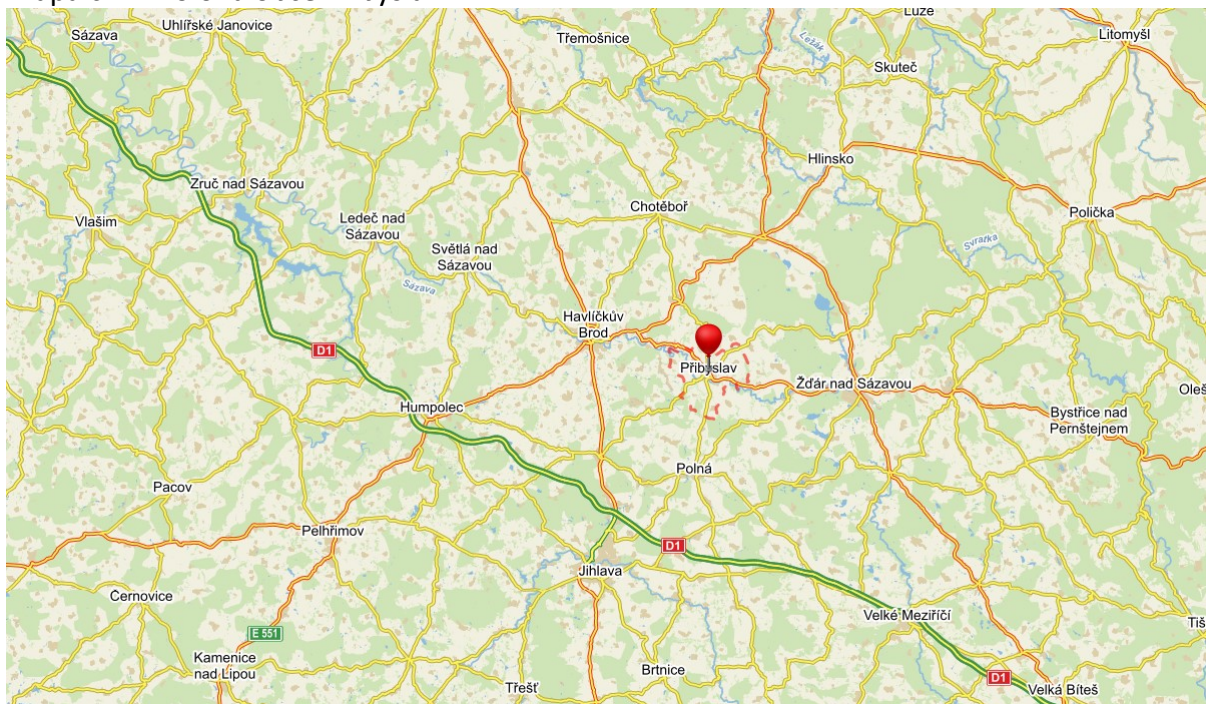 Luže
Sázava
Uhlířské Janovice
Třemošnice
Ležák
Litomyšl
Skuteč
Hlinsko
Zruč nad Sázavou
Chotěboř
Polička
Vlašim
Ledeč nad
Sázavou
Světlá nad
Sázavou
Svratka
Sázava
Havlíčkův
Brod
D1
Přibyslav
Žďár nad Sázavou
Humpolec
Bystřice nad
Pernštejnem
Polná
Pacov
Pelhřimov
D1
Jihlava
Černovice
Velké Meziříčí
E 551
Kamenice
nad Lipou
Brtnice
Třešť
D1
Velká Bíteš